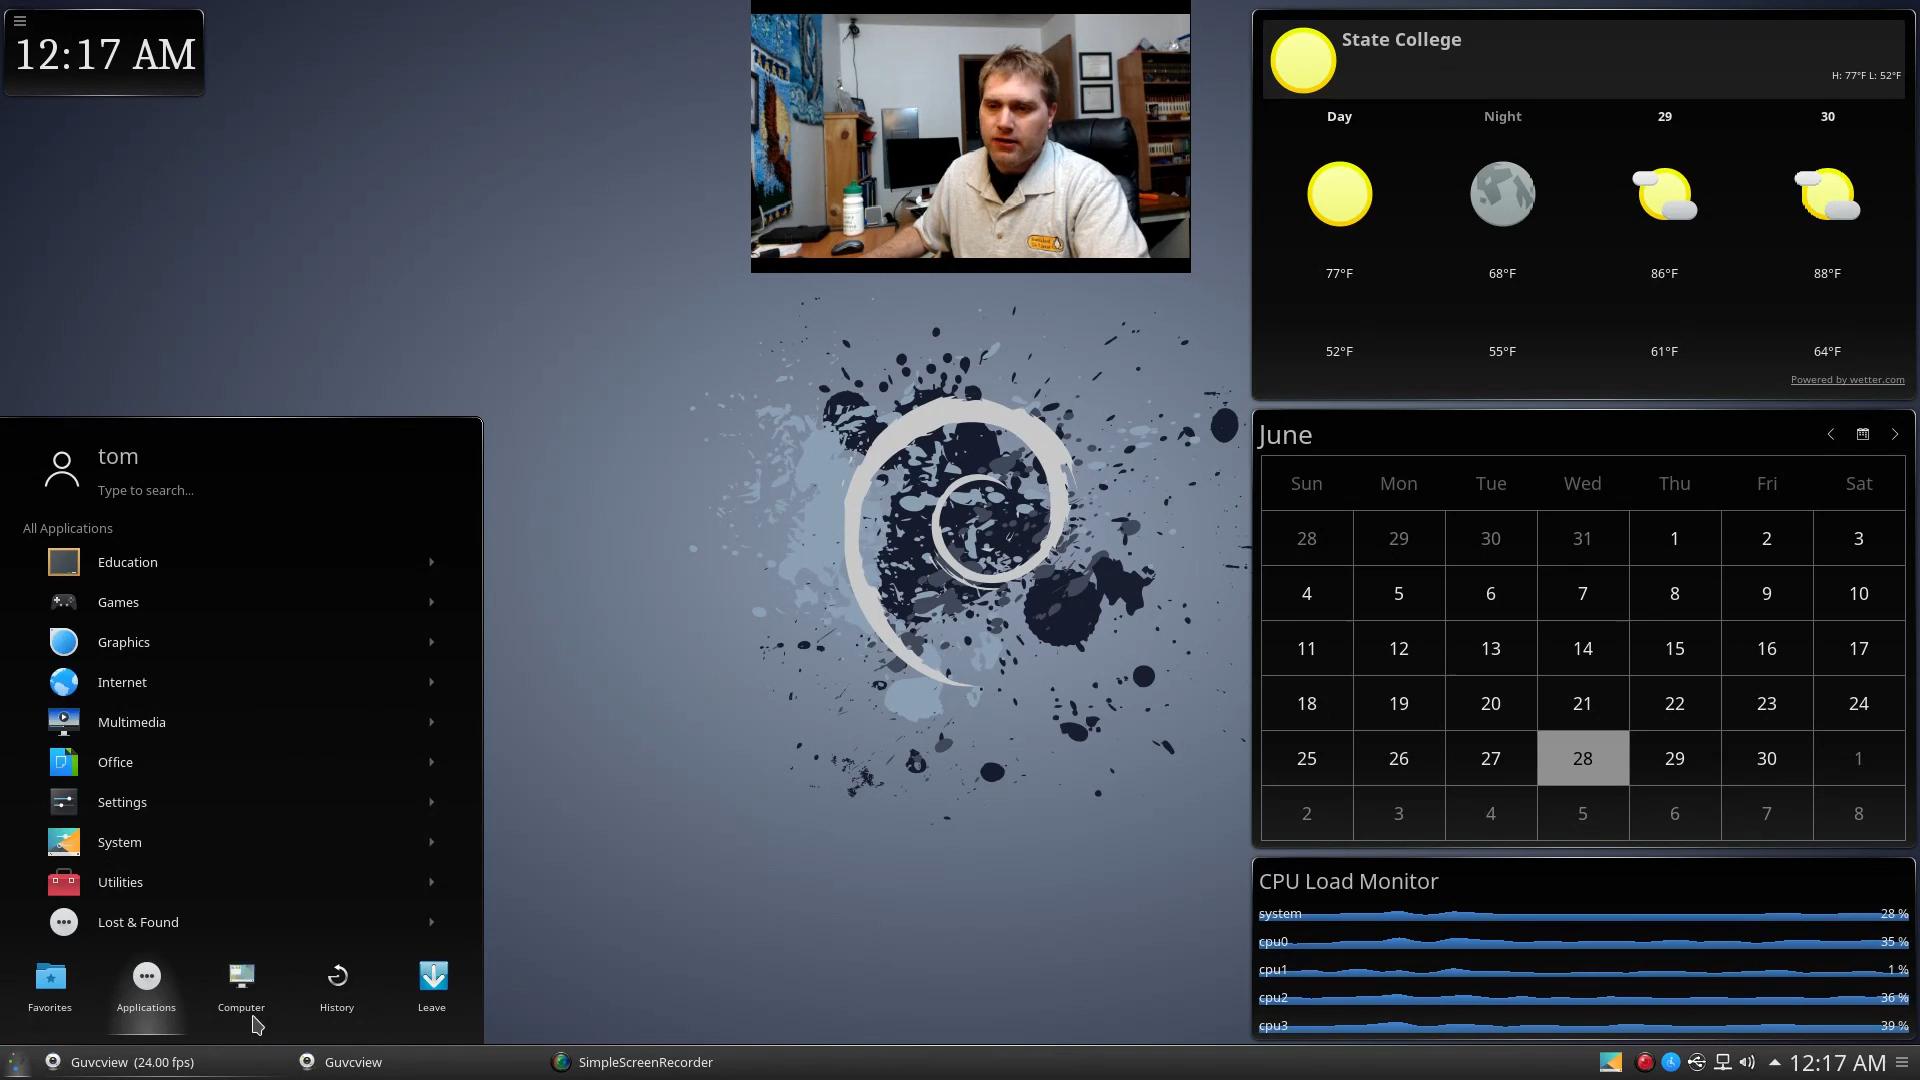 12:17 AM
State College
H: 77°F L: 52°F
Day Night 29 30
77°F 68°F 86°F 88°F
52°F 55°F 61°F 64°F
Powered by wetter.com
tom
Type to search...
All Applications
Education
Games
Graphics
Internet
Multimedia
Office
Settings
System
Utilities
Lost & Found
Favorites Applications Computer History Leave
June
Sun Mon Tue Wed Thu Fri Sat
28 29 30 31 1 2 3
4 5 6 7 8 9 10
11 12 13 14 15 16 17
18 19 20 21 22 23 24
25 26 27 28 29 30 1
2 3 4 5 6 7 8
CPU Load Monitor
system 28 %
cpu0 35 %
cpu1 1 %
cpu2 36 %
cpu3 39 %
Guvcview (24.00 fps) Guvcview SimpleScreenRecorder 12:17 AM